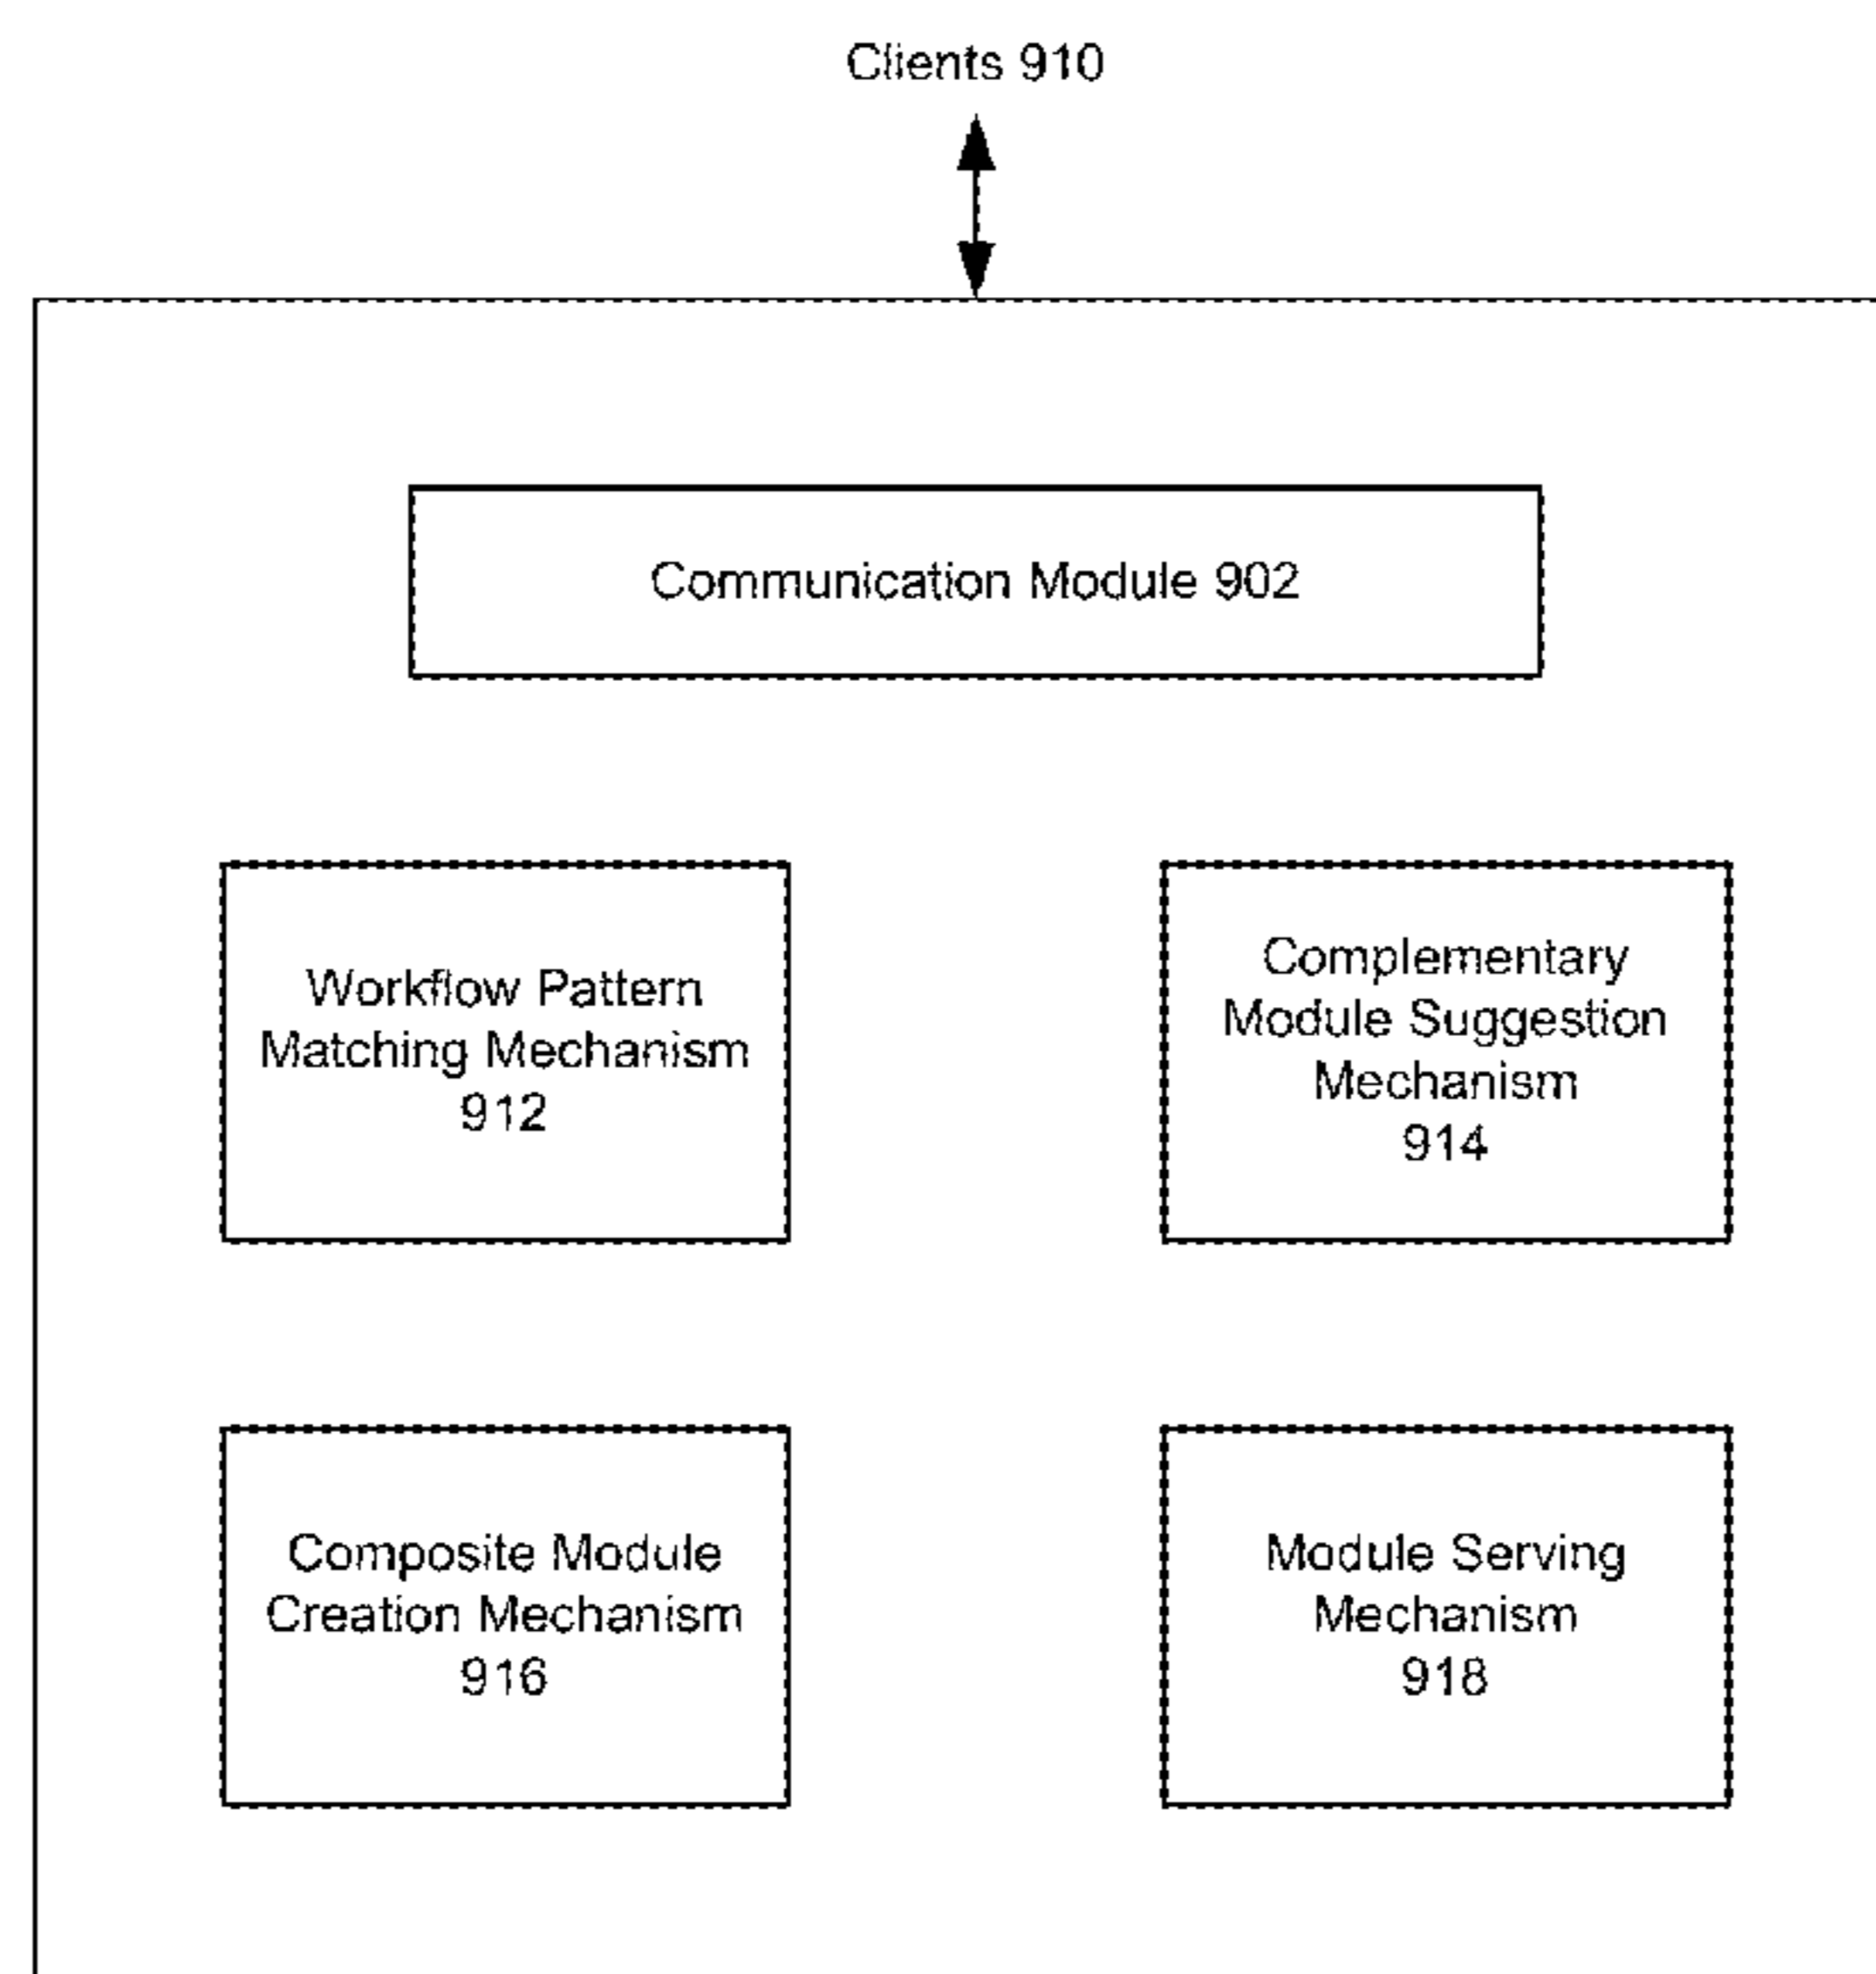 Clients 910
Communication Module 902
Workflow Pattern
Matching Mechanism
912
Complementary
Module Suggestion
Mechanism
914
Composite Module
Creation Mechanism
916
Module Serving
Mechanism
918